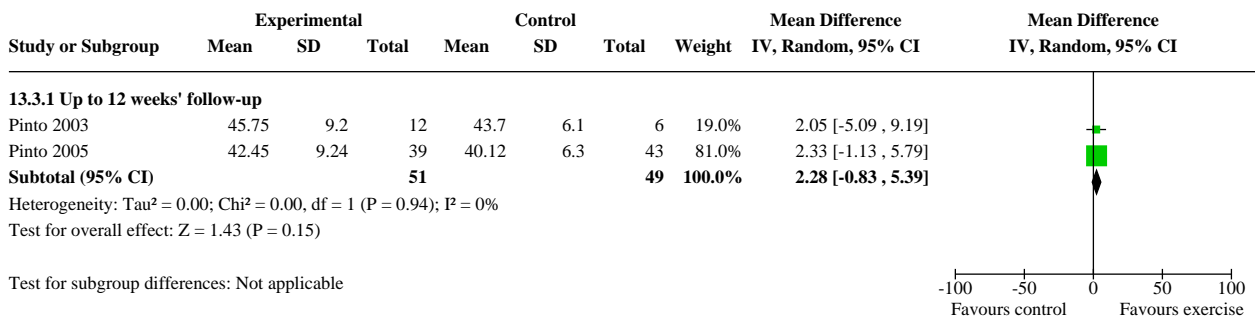 Experimental Control Mean Difference Mean Difference
Study or Subgroup Mean SD Total Mean SD Total Weight IV, Random, 95% CI IV, Random, 95% CI
13.3.1 Up to 12 weeks' follow-up
Pinto 2003 45.75 9.2 12 43.7 6.1 6 19.0% 2.05 [-5.09 , 9.19]
Pinto 2005 42.45 9.24 39 40.12 6.3 43 81.0% 2.33 [-1.13 , 5.79]
Subtotal (95% CI) 51 49 100.0% 2.28 [-0.83 , 5.39]
Heterogeneity: Tau² = 0.00; Chi² = 0.00, df = 1 (P = 0.94); I² = 0%
Test for overall effect: Z = 1.43 (P = 0.15)
Test for subgroup differences: Not applicable
-100 -50 0 50 100
Favours control Favours exercise